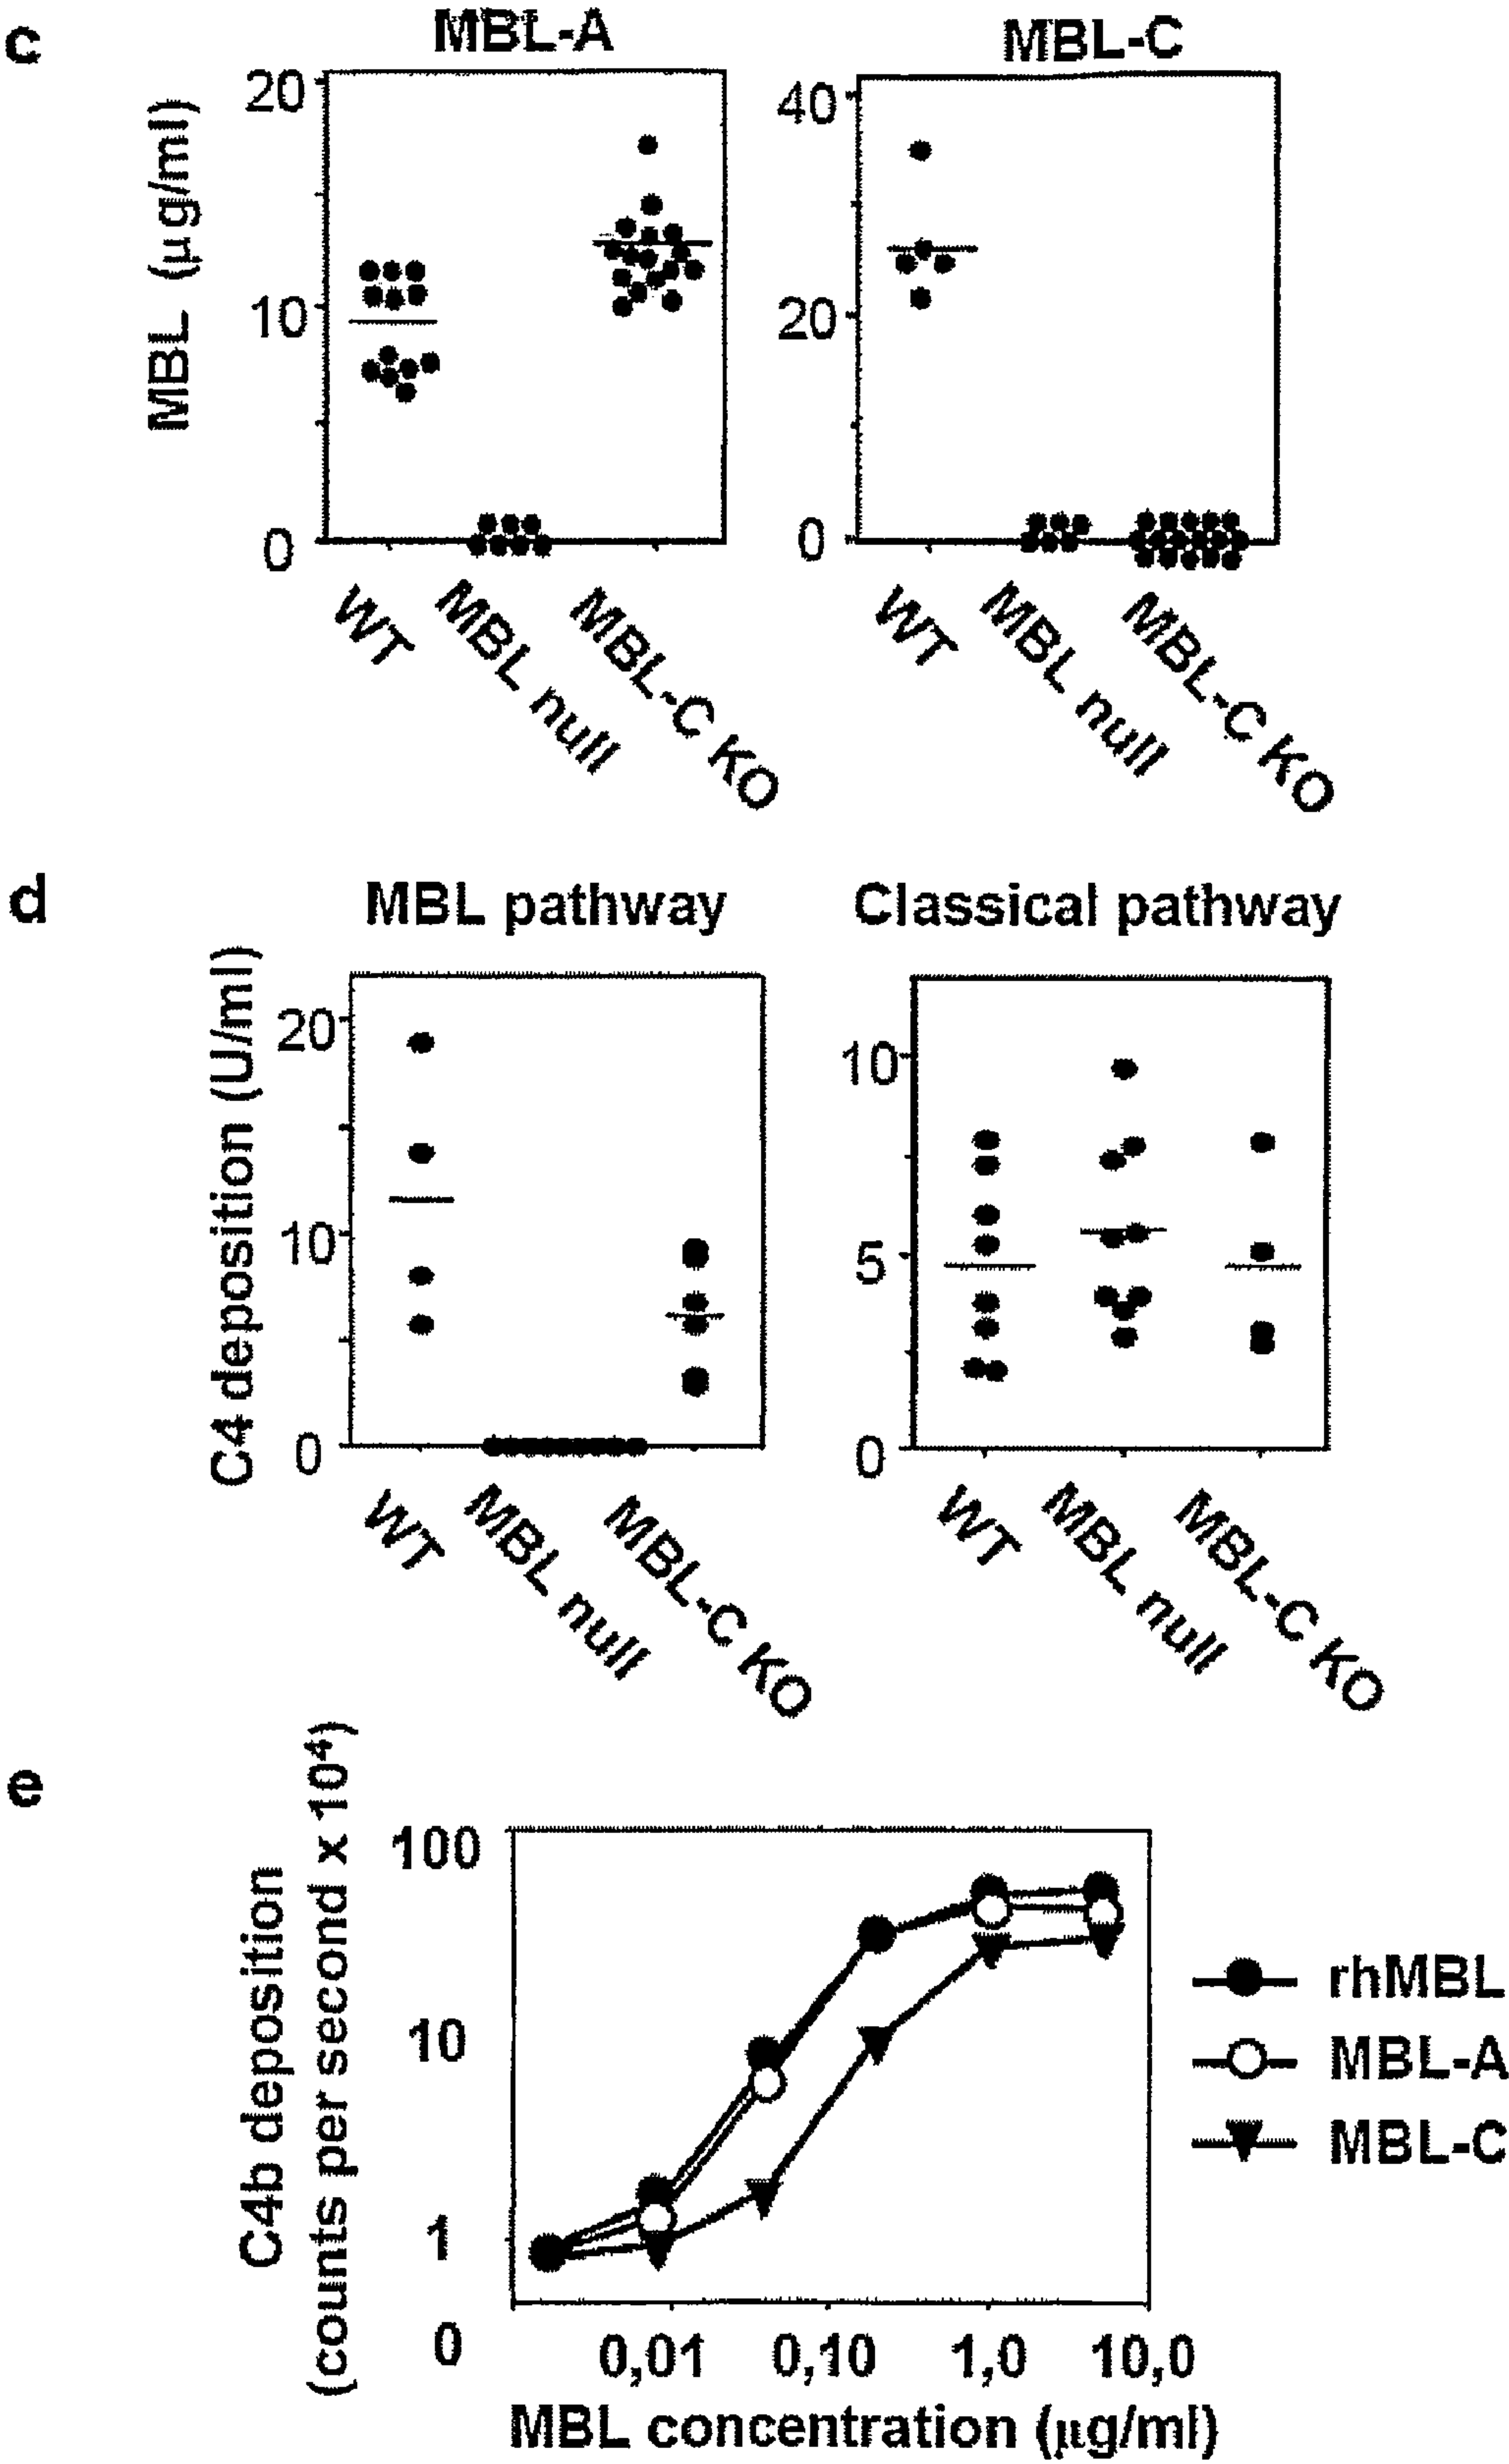 c
MBL-A
MBL-C
MBL (µg/ml)
20
10
0
40
20
0
WT
MBL null
MBL-C KO
WT
MBL null
MBL-C KO
d
MBL pathway
Classical pathway
C4 deposition (U/ml)
20
10
0
10
5
0
WT
MBL null
MBL-C KO
WT
MBL null
MBL-C KO
e
C4b deposition
(counts per second x 10⁴)
100
10
1
0
0,01
0,10
1,0
10,0
MBL concentration (µg/ml)
rhMBL
MBL-A
MBL-C